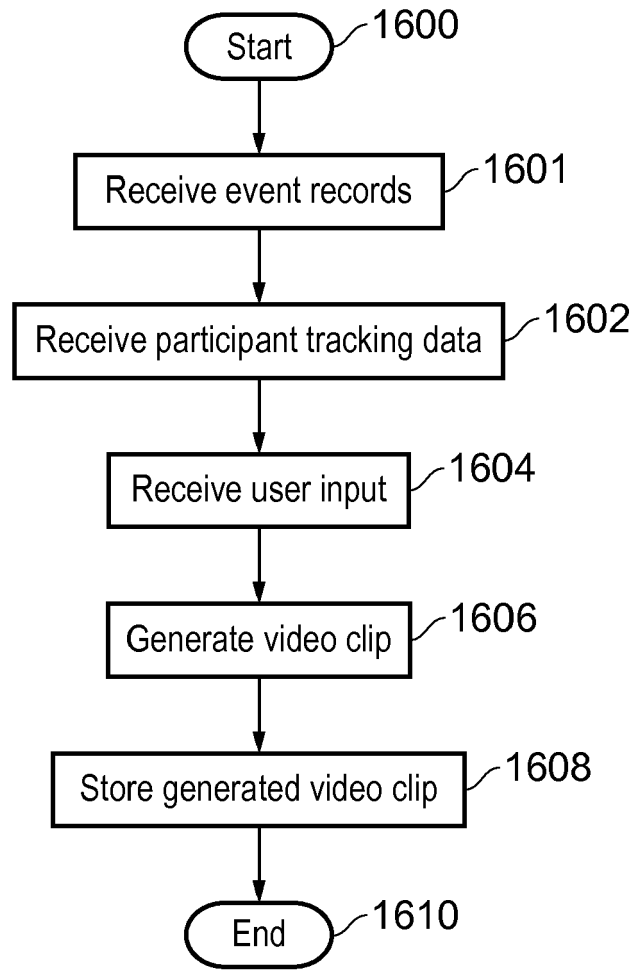 Start
1600
Receive event records
1601
Receive participant tracking data
1602
Receive user input
1604
Generate video clip
1606
Store generated video clip
1608
End
1610